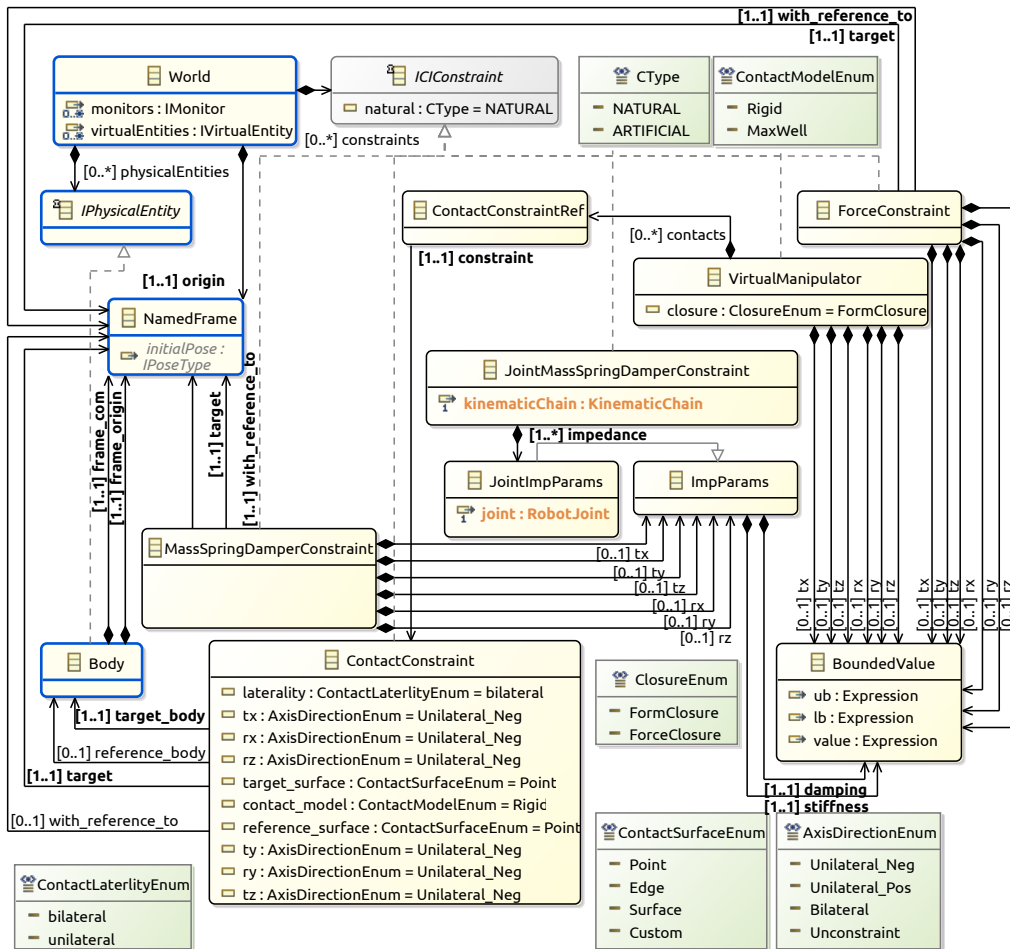 [1..1] with_reference_to
[1..1] target
World
monitors : IMonitor
virtualEntities : IVirtualEntity
ICIConstraint
natural : CType = NATURAL
CType
NATURAL
ARTIFICIAL
ContactModelEnum
Rigid
MaxWell
[0..*] constraints
[0..*] physicalEntities
IPhysicalEntity
ContactConstraintRef
[0..*] contacts
ForceConstraint
[1..1] constraint
VirtualManipulator
closure : ClosureEnum = FormClosure
[1..1] origin
NamedFrame
initialPose :
IPoseType
JointMassSpringDamperConstraint
kinematicChain : KinematicChain
[1..*] impedance
[1..1] frame_com
[1..1] frame_origin
[1..1] target
[1..1] with_reference_to
JointImpParams
joint : RobotJoint
ImpParams
MassSpringDamperConstraint
[0..1] tx
[0..1] ty
[0..1] tz
[0..1] rx
[0..1] ry
[0..1] rz
[0..1] tx
[0..1] ty
[0..1] tz
[0..1] rx
[0..1] ry
[0..1] rz
[0..1] tx
[0..1] ty
[0..1] tz
[0..1] rx
[0..1] ry
[0..1] rz
Body
[1..1] target_body
[0..1] reference_body
[1..1] target
[0..1] with_reference_to
ContactConstraint
laterality : ContactLaterlityEnum = bilateral
tx : AxisDirectionEnum = Unilateral_Neg
rx : AxisDirectionEnum = Unilateral_Neg
rz : AxisDirectionEnum = Unilateral_Neg
target_surface : ContactSurfaceEnum = Point
contact_model : ContactModelEnum = Rigid
reference_surface : ContactSurfaceEnum = Point
ty : AxisDirectionEnum = Unilateral_Neg
ry : AxisDirectionEnum = Unilateral_Neg
tz : AxisDirectionEnum = Unilateral_Neg
ClosureEnum
FormClosure
ForceClosure
BoundedValue
ub : Expression
lb : Expression
value : Expression
[1..1] damping
[1..1] stiffness
ContactSurfaceEnum
Point
Edge
Surface
Custom
AxisDirectionEnum
Unilateral_Neg
Unilateral_Pos
Bilateral
Unconstraint
ContactLaterlityEnum
bilateral
unilateral